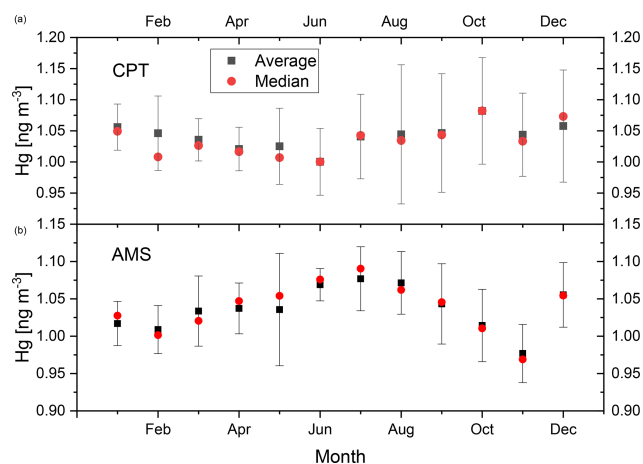 Feb Apr Jun Aug Oct Dec
(a)
1.20 1.20
CPT
Average
Median
1.15 1.15
1.10 1.10
1.05 1.05
1.00 1.00
0.95 0.95
Hg [ng m-3]
1.15 1.15
(b)
AMS
1.10 1.10
1.05 1.05
1.00 1.00
0.95 0.95
0.90 0.90
Hg [ng m-3]
Feb Apr Jun Aug Oct Dec
Month